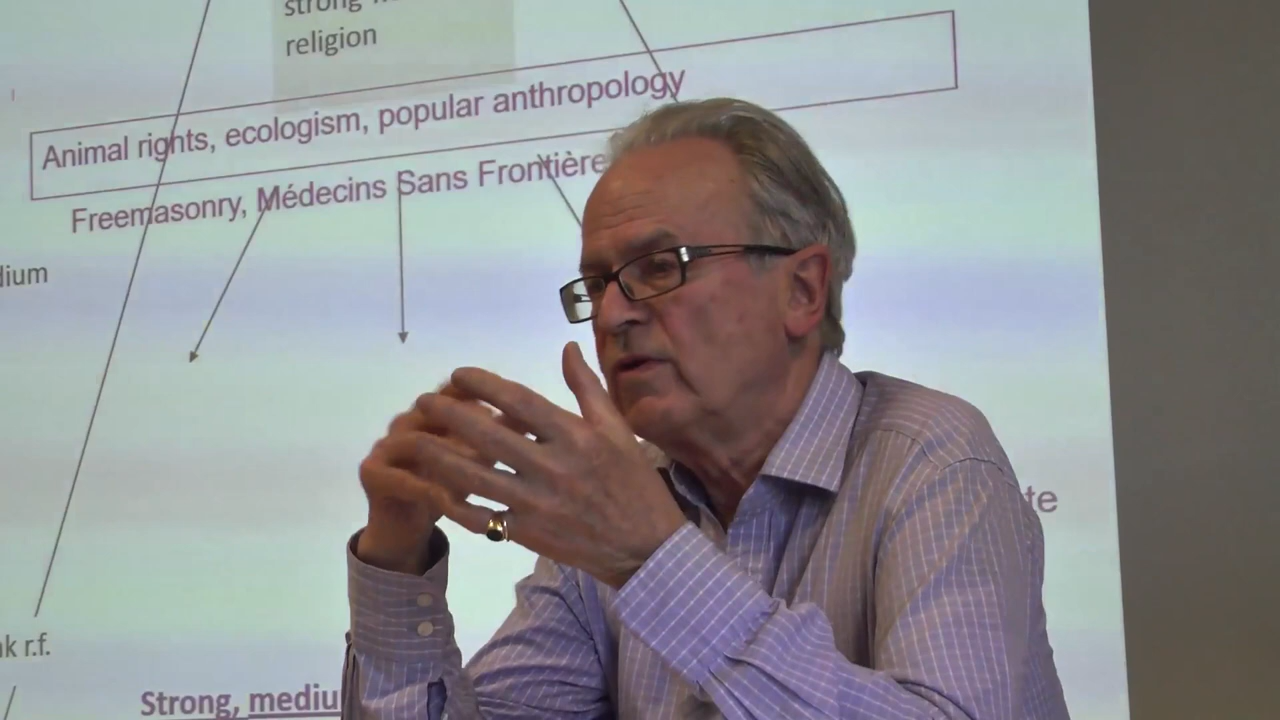 religion
Animal rights, ecologism, popular anthropology
Freemasonry, Médecins Sans Frontière
dium
te
k r.f.
Strong, mediu